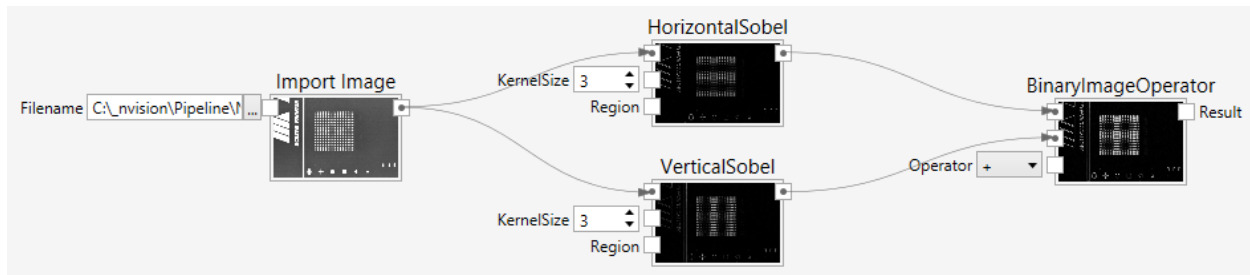 Import Image
Filename C:\_nvision\Pipeline\ ...
HorizontalSobel
KernelSize 3
Region
VerticalSobel
KernelSize 3
Region
BinaryImageOperator
Operator +
Result